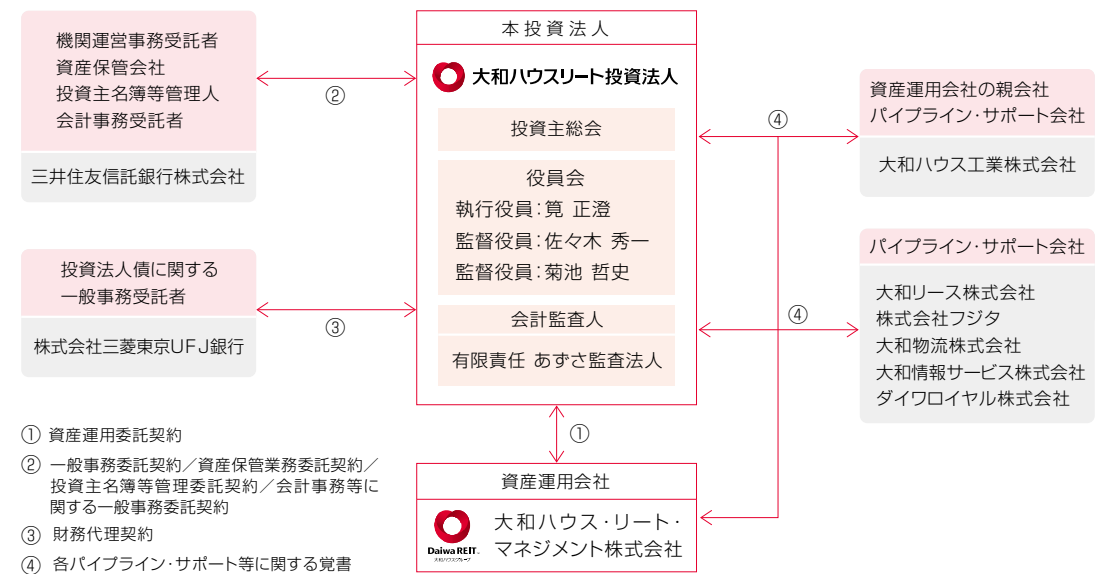 機関運営事務受託者
資産保管会社
投資主名簿等管理人
会計事務受託者
三井住友信託銀行株式会社
②
投資法人債に関する
一般事務受託者
株式会社三菱東京UFJ銀行
③
本投資法人
大和ハウスリート投資法人
投資主総会
役員会
執行役員：筧 正澄
監督役員：佐々木 秀一
監督役員：菊池 哲史
会計監査人
有限責任 あずさ監査法人
④
資産運用会社の親会社
パイプライン・サポート会社
大和ハウス工業株式会社
④
パイプライン・サポート会社
大和リース株式会社
株式会社フジタ
大和物流株式会社
大和情報サービス株式会社
ダイワロイヤル株式会社
①
資産運用会社
Daiwa REIT
大和ハウスグループ
大和ハウス・リート・
マネジメント株式会社
① 資産運用委託契約
② 一般事務委託契約／資産保管業務委託契約／
投資主名簿等管理委託契約／会計事務等に
関する一般事務委託契約
③ 財務代理契約
④ 各パイプライン・サポート等に関する覚書